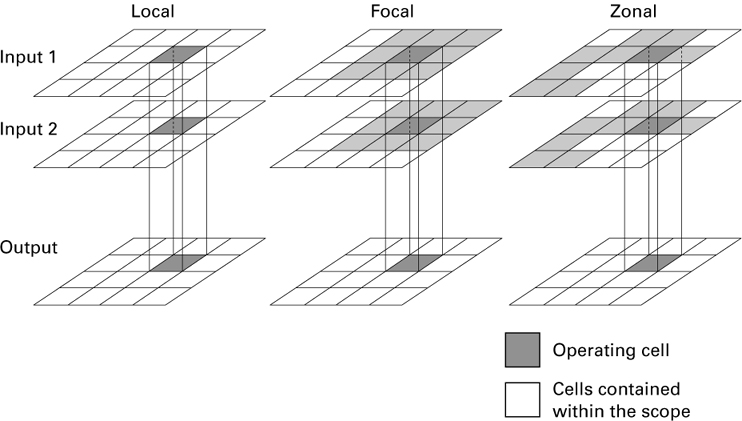 Local
Focal
Zonal
Input 1
Input 2
Output
Operating cell
Cells contained
within the scope